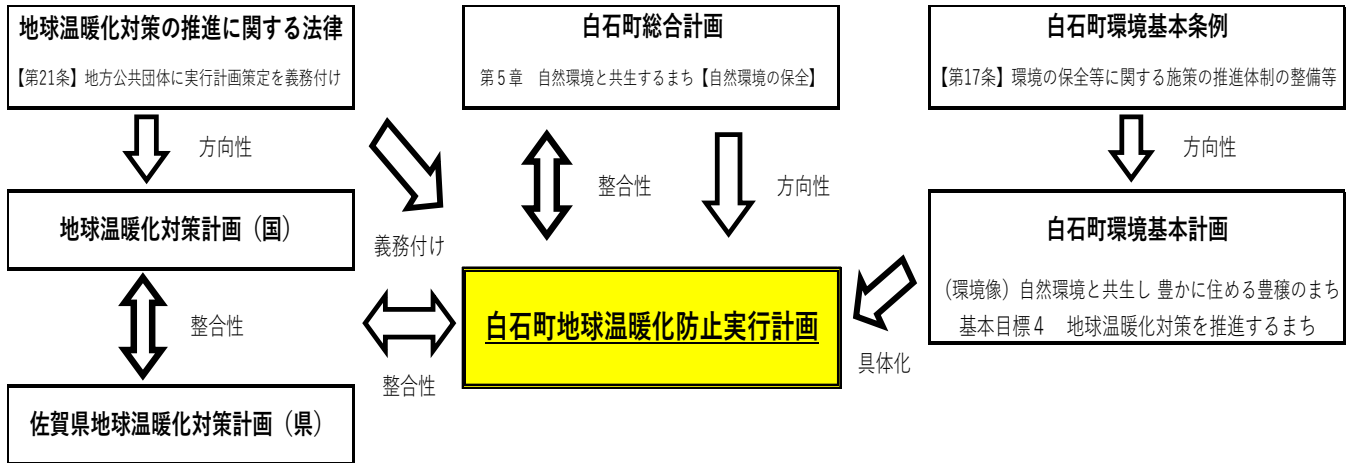 地球温暖化対策の推進に関する法律
【第21条】地方公共団体に実行計画策定を義務付け
白石町総合計画
第５章　自然環境と共生するまち【自然環境の保全】
白石町環境基本条例
【第17条】環境の保全等に関する施策の推進体制の整備等
方向性
整合性
方向性
方向性
地球温暖化対策計画（国）
義務付け
白石町環境基本計画
（環境像）自然環境と共生し 豊かに住める豊穣のまち
基本目標４　地球温暖化対策を推進するまち
整合性
整合性
白石町地球温暖化防止実行計画
具体化
佐賀県地球温暖化対策計画（県）